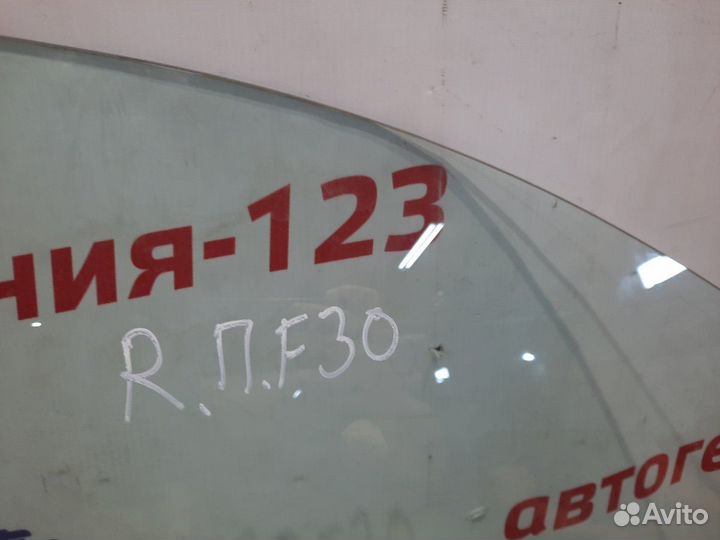 ния-123
R.П.F30
автоге
Avito